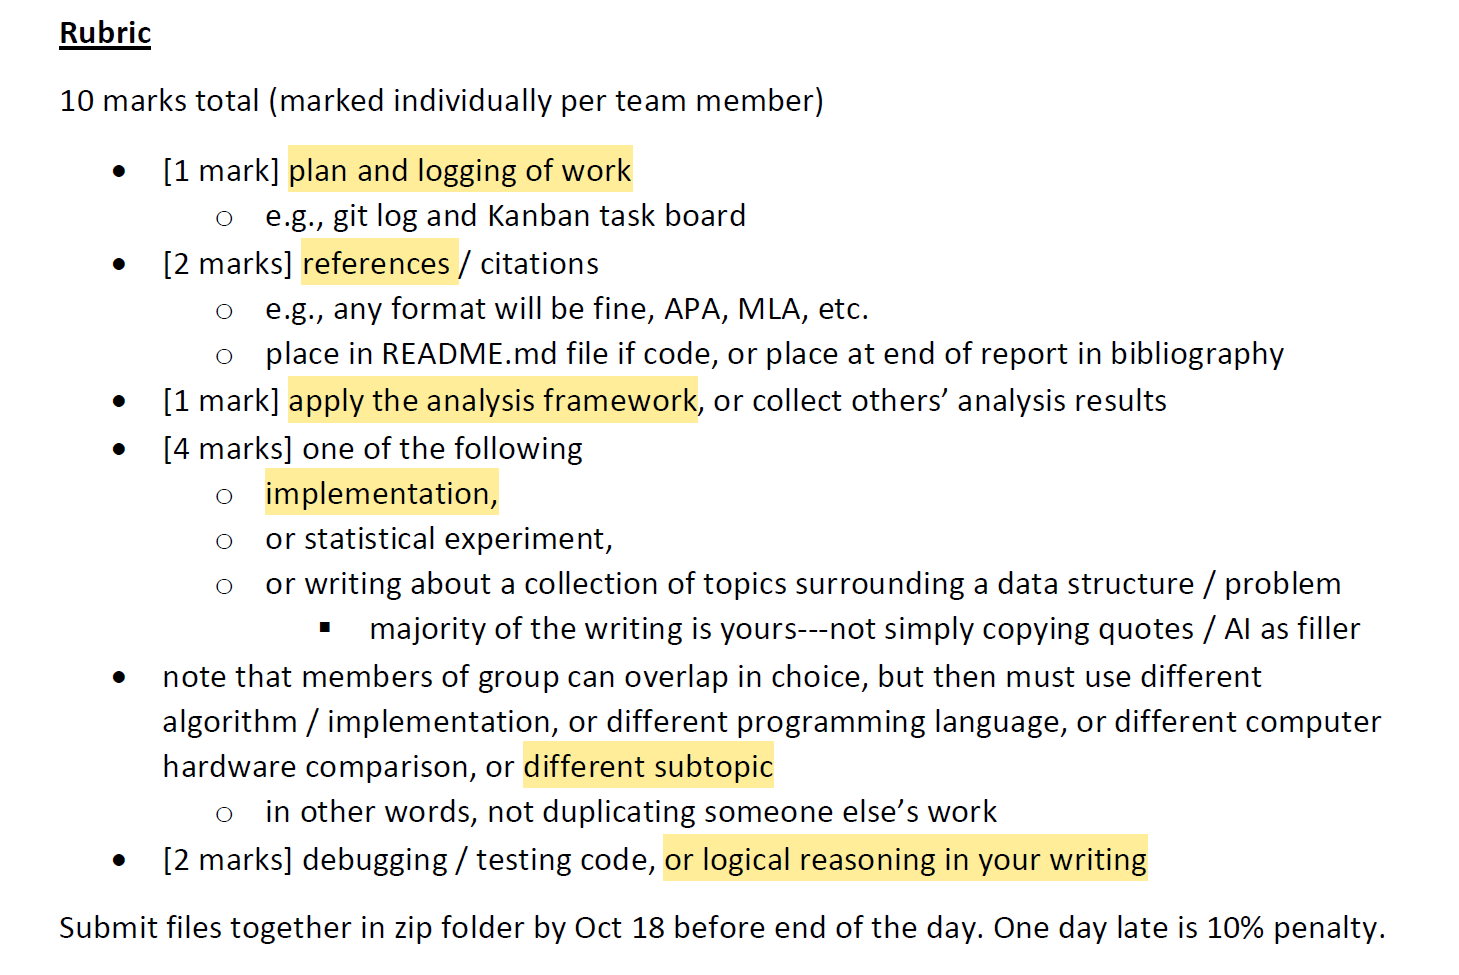 Rubric
10 marks total (marked individually per team member)
• [1 mark] plan and logging of work
o e.g., git log and Kanban task board
• [2 marks] references / citations
o e.g., any format will be fine, APA, MLA, etc.
o place in README.md file if code, or place at end of report in bibliography
• [1 mark] apply the analysis framework, or collect others’ analysis results
• [4 marks] one of the following
o implementation,
o or statistical experiment,
o or writing about a collection of topics surrounding a data structure / problem
▪ majority of the writing is yours---not simply copying quotes / AI as filler
• note that members of group can overlap in choice, but then must use different
algorithm / implementation, or different programming language, or different computer
hardware comparison, or different subtopic
o in other words, not duplicating someone else’s work
• [2 marks] debugging / testing code, or logical reasoning in your writing
Submit files together in zip folder by Oct 18 before end of the day. One day late is 10% penalty.